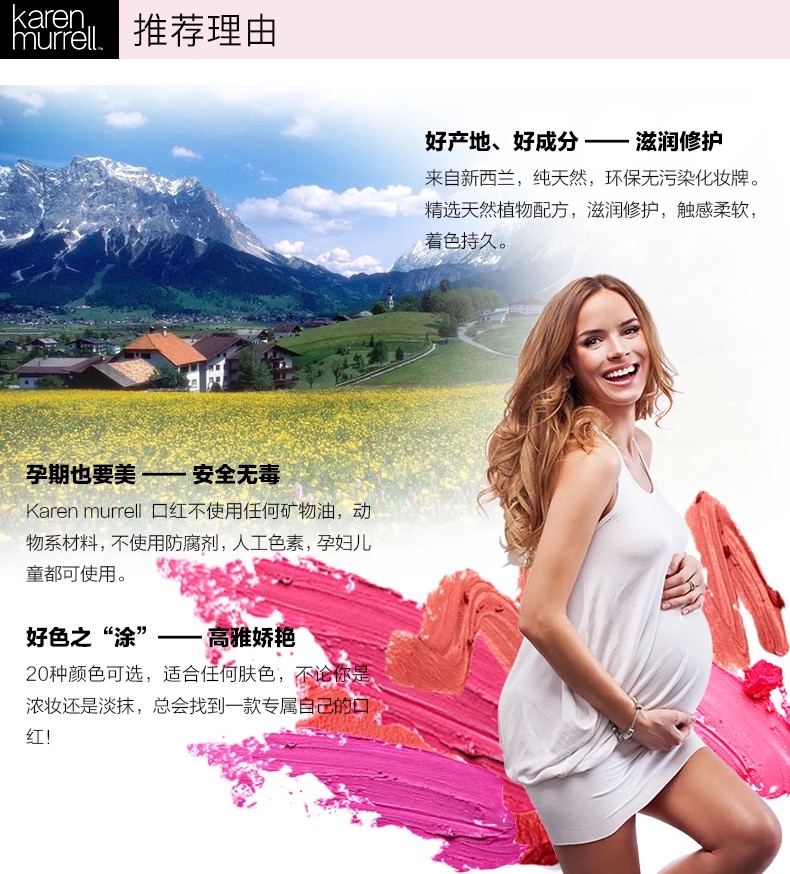 karen
murrell™
推荐理由
好产地、好成分 —— 滋润修护
来自新西兰，纯天然，环保无污染化妆牌。
精选天然植物配方，滋润修护，触感柔软，
着色持久。
孕期也要美 —— 安全无毒
Karen murrell 口红不使用任何矿物油，动
物系材料，不使用防腐剂，人工色素，孕妇儿
童都可使用。
好色之“涂”—— 高雅娇艳
20种颜色可选，适合任何肤色，不论你是
浓妆还是淡抹，总会找到一款专属自己的口
红！